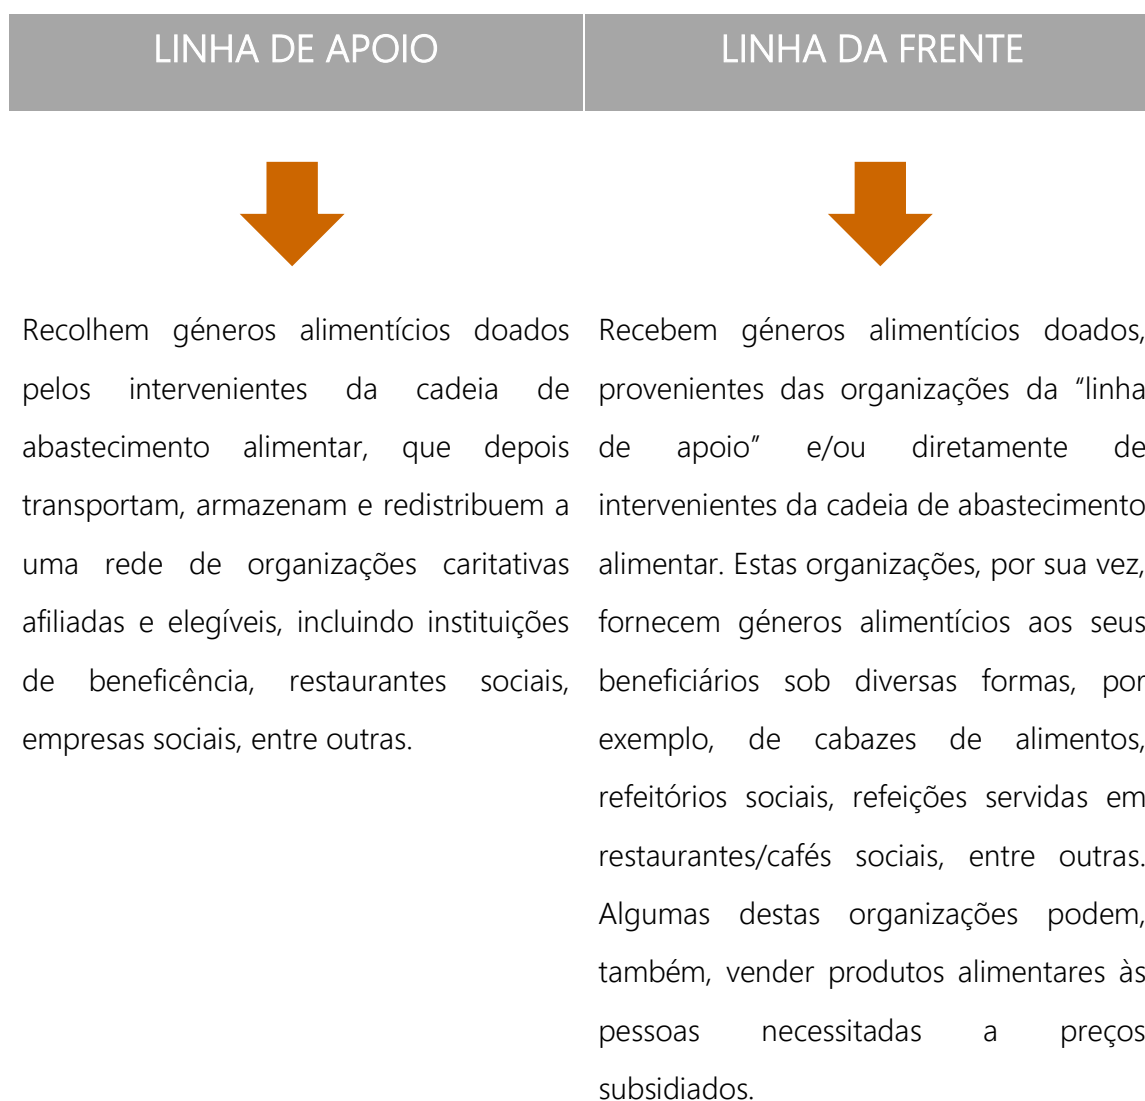 LINHA DE APOIO
LINHA DA FRENTE
Recolhem géneros alimentícios doados
pelos intervenientes da cadeia de
abastecimento alimentar, que depois
transportam, armazenam e redistribuem a
uma rede de organizações caritativas
afiliadas e elegíveis, incluindo instituições
de beneficência, restaurantes sociais,
empresas sociais, entre outras.
Recebem géneros alimentícios doados,
provenientes das organizações da “linha
de apoio” e/ou diretamente de
intervenientes da cadeia de abastecimento
alimentar. Estas organizações, por sua vez,
fornecem géneros alimentícios aos seus
beneficiários sob diversas formas, por
exemplo, de cabazes de alimentos,
refeitórios sociais, refeições servidas em
restaurantes/cafés sociais, entre outras.
Algumas destas organizações podem,
também, vender produtos alimentares às
pessoas necessitadas a preços
subsidiados.